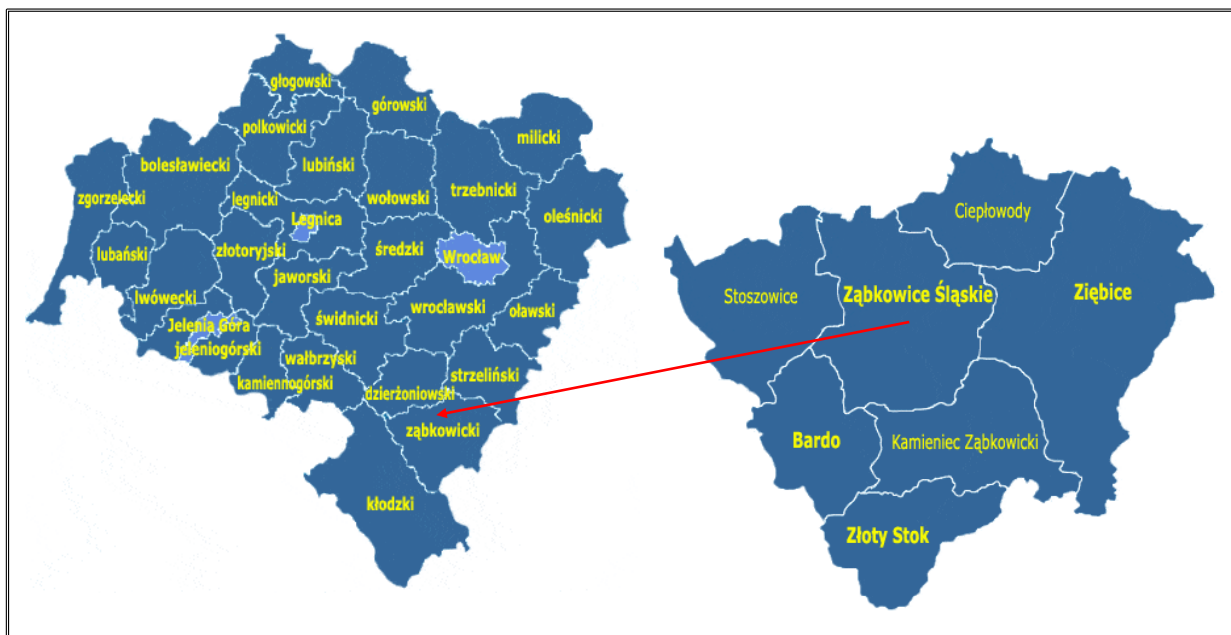 głogowski
górowski
polkowicki
milicki
bolesławiecki
lubiński
zgorzelecki
legnicki
wołowski
trzebnicki
oleśnicki
Legnica
lubański
złotoryjski
średzki
Wrocław
jaworski
lwówecki
wrocławski
oławski
Jelenia Góra
świdnicki
jeleniogórski
wałbrzyski
kamiennogórski
strzeliński
dzierżoniowski
ząbkowicki
kłodzki
Ciepłowody
Stoszowice
Ząbkowice Śląskie
Ziębice
Bardo
Kamieniec Ząbkowicki
Złoty Stok